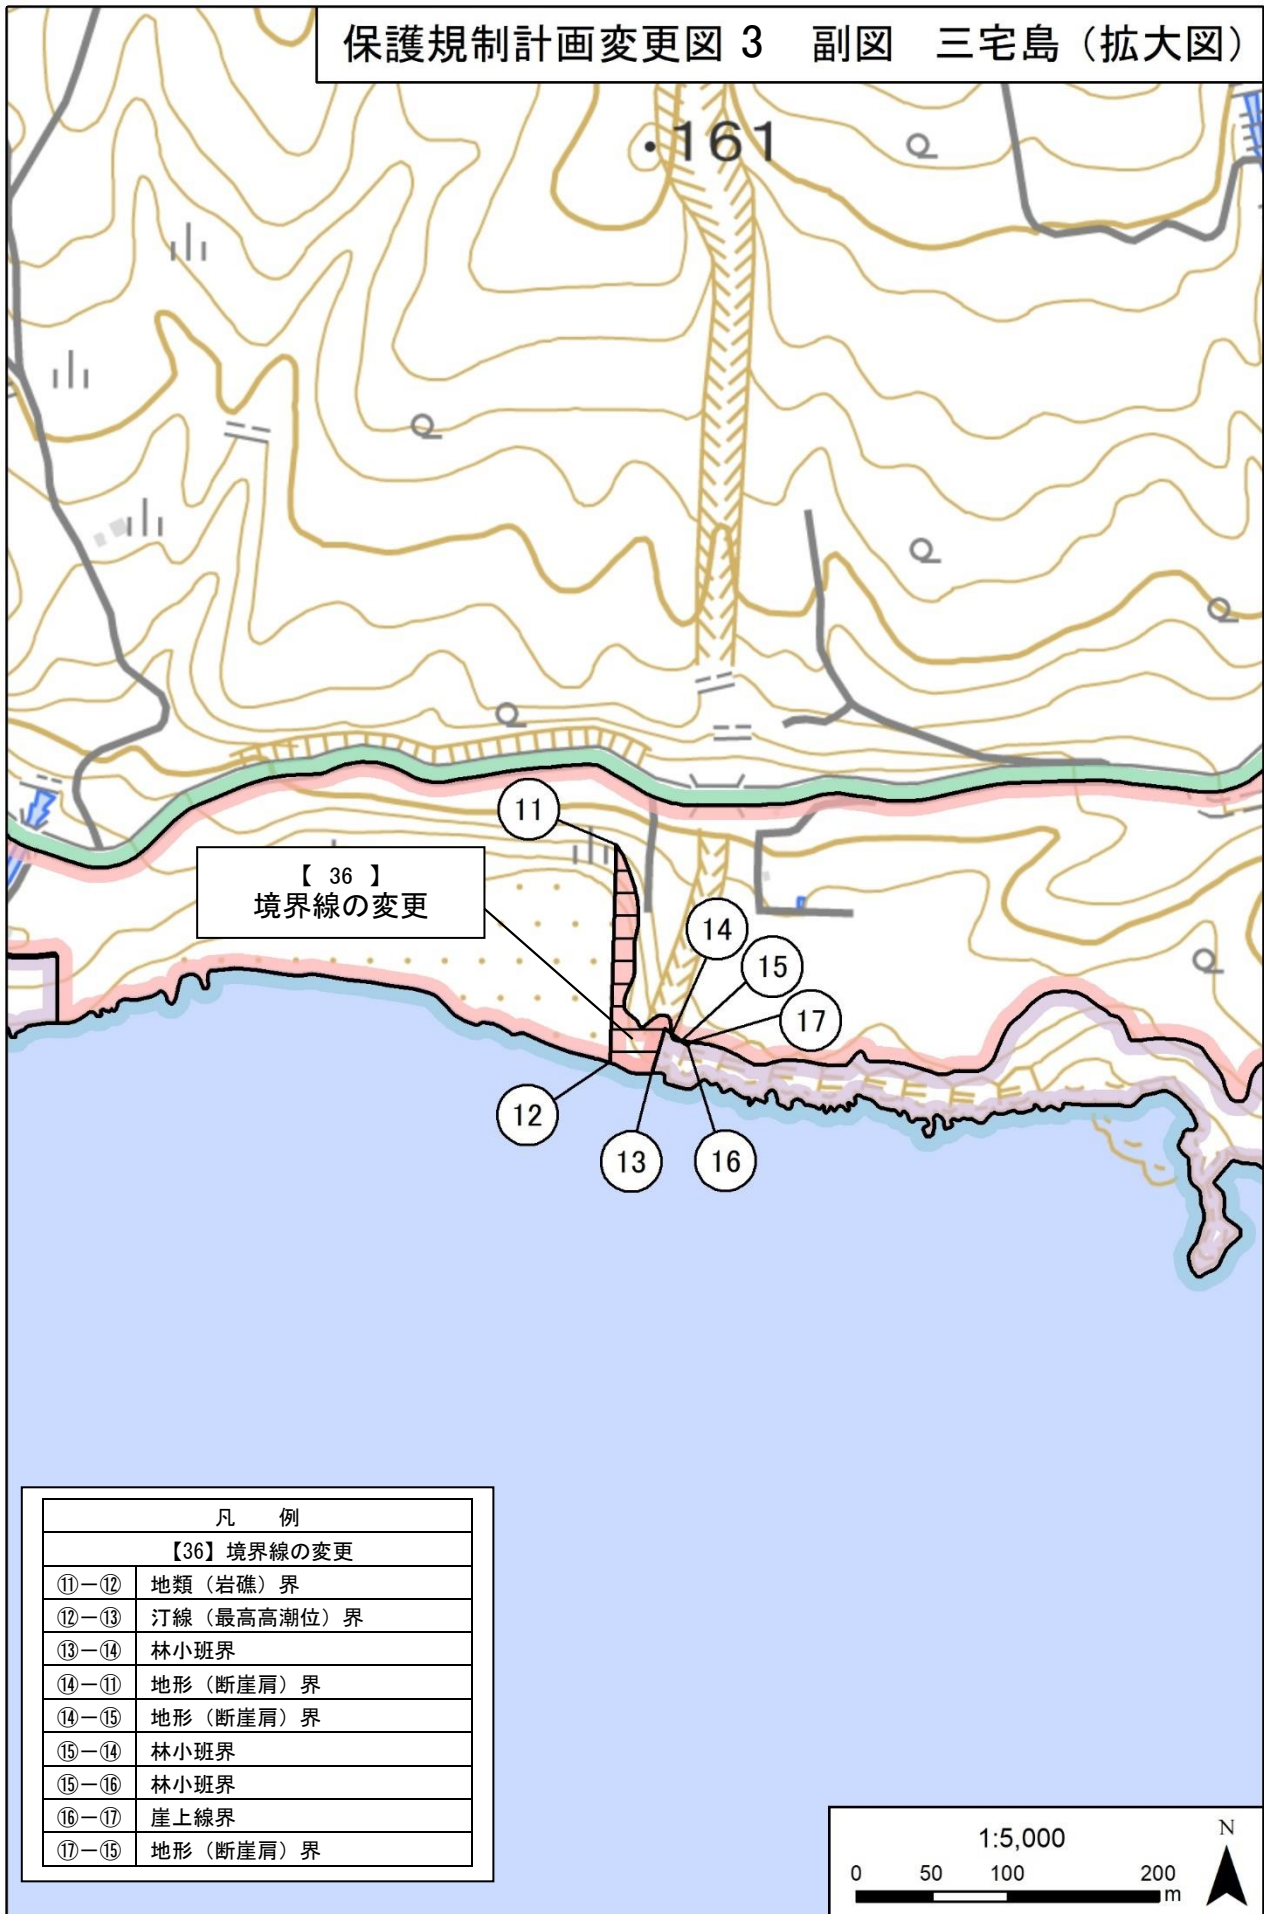 保護規制計画変更図 3　副図　三宅島（拡大図）
161
11
【 36 】
境界線の変更
14
15
17
12
13
16
凡　例
【36】境界線の変更
⑪－⑫ 地類（岩礁）界
⑫－⑬ 汀線（最高高潮位）界
⑬－⑭ 林小班界
⑭－⑪ 地形（断崖肩）界
⑭－⑮ 地形（断崖肩）界
⑮－⑭ 林小班界
⑮－⑯ 林小班界
⑯－⑰ 崖上線界
⑰－⑮ 地形（断崖肩）界
1:5,000
N
0 50 100 200
m